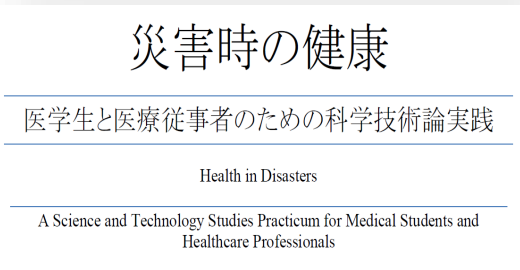 災害時の健康
医学生と医療従事者のための科学技術論実践
Health in Disasters
A Science and Technology Studies Practicum for Medical Students and
Healthcare Professionals